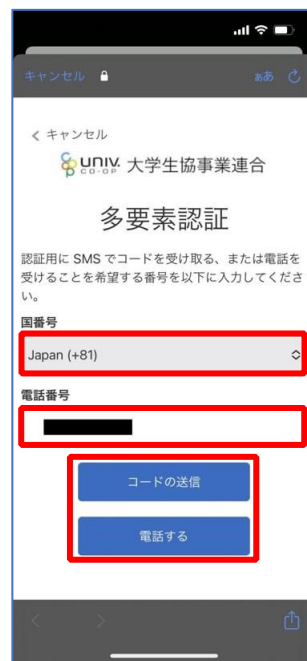 キャンセル
ぁあ
キャンセル
UNIV.
CO-OP
大学生協事業連合
多要素認証
認証用に SMS でコードを受け取る、または電話を
受けることを希望する番号を以下に入力してくださ
い。
国番号
Japan (+81)
電話番号
コードの送信
電話する